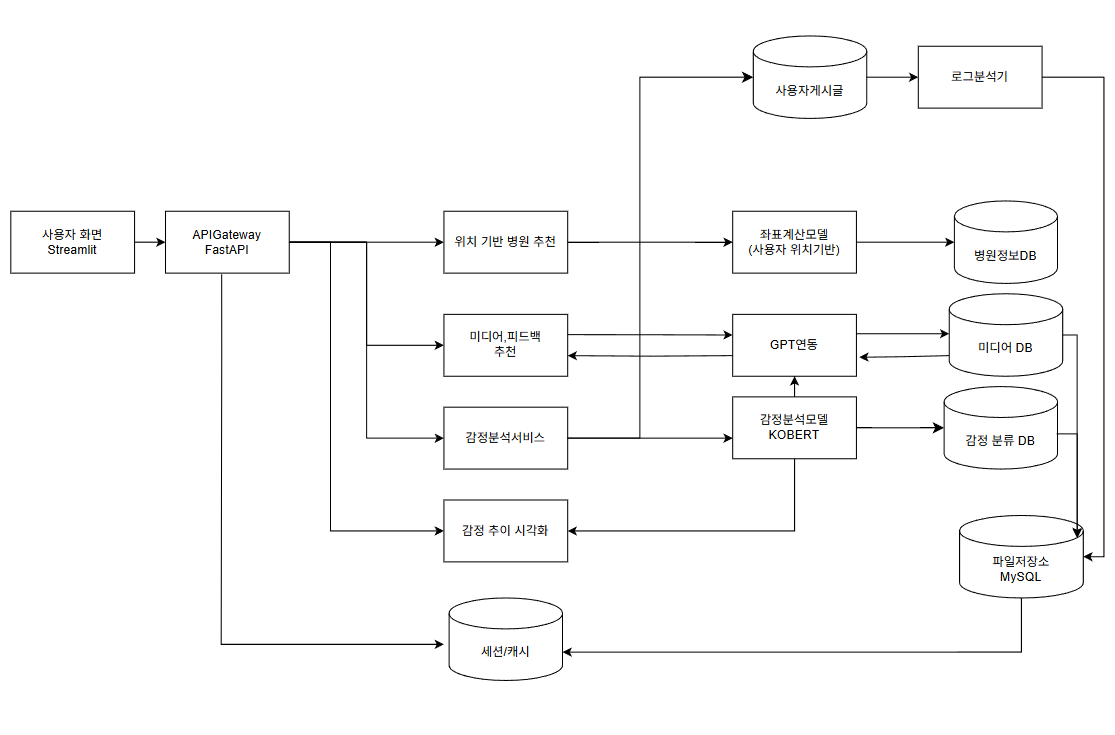 사용자게시글
로그분석기
사용자 화면
Streamlit
APIGateway
FastAPI
위치 기반 병원 추천
좌표계산모델
(사용자 위치기반)
병원정보DB
미디어,피드백
추천
GPT연동
미디어 DB
감정분석서비스
감정분석모델
KOBERT
감정 분류 DB
감정 추이 시각화
파일저장소
MySQL
세션/캐시